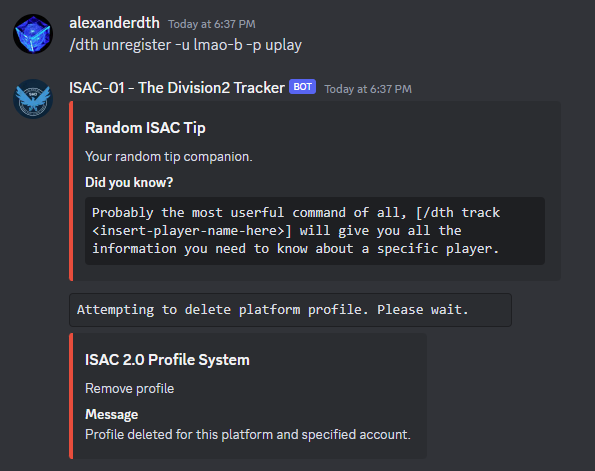 alexanderdth Today at 6:37 PM
/dth unregister -u lmao-b -p uplay
ISAC-01 - The Division2 Tracker BOT Today at 6:37 PM
Random ISAC Tip
Your random tip companion.
Did you know?
Probably the most userful command of all, [/dth track
<insert-player-name-here>] will give you all the
information you need to know about a specific player.
Attempting to delete platform profile. Please wait.
ISAC 2.0 Profile System
Remove profile
Message
Profile deleted for this platform and specified account.